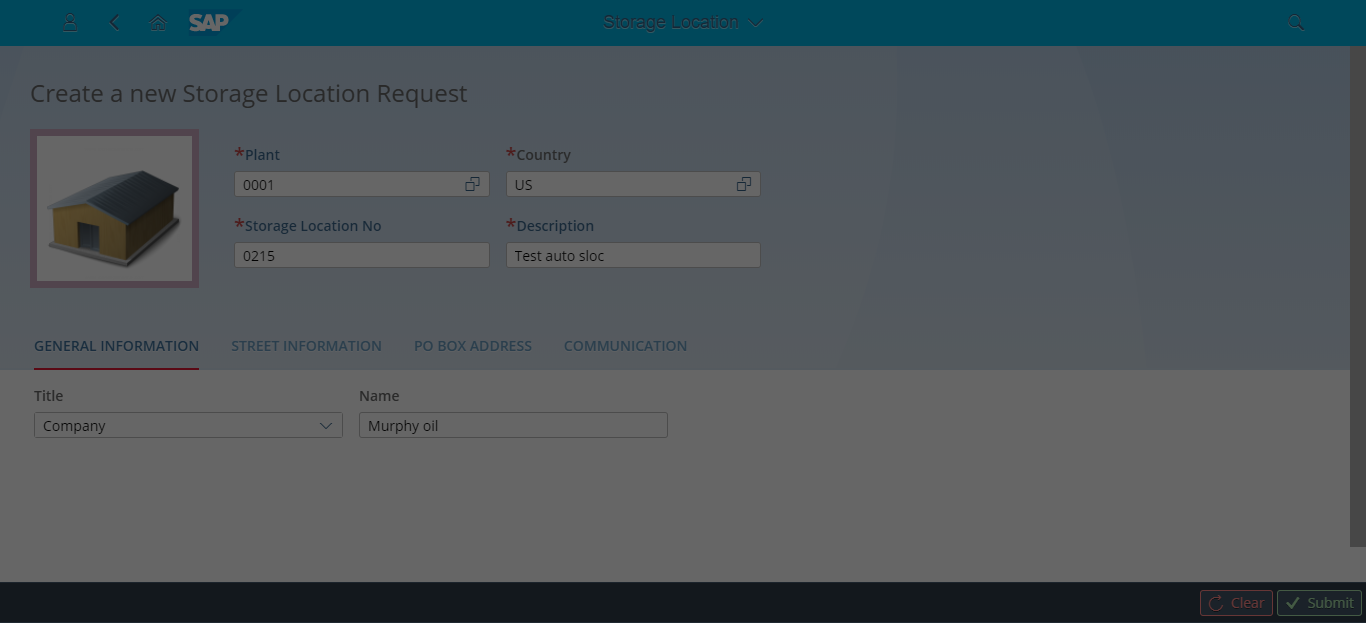 SAP Storage Location
Create a new Storage Location Request
*Plant *Country
0001 US
*Storage Location No *Description
0215 Test auto sloc
GENERAL INFORMATION STREET INFORMATION PO BOX ADDRESS COMMUNICATION
Title Name
Company Murphy oil
Clear Submit